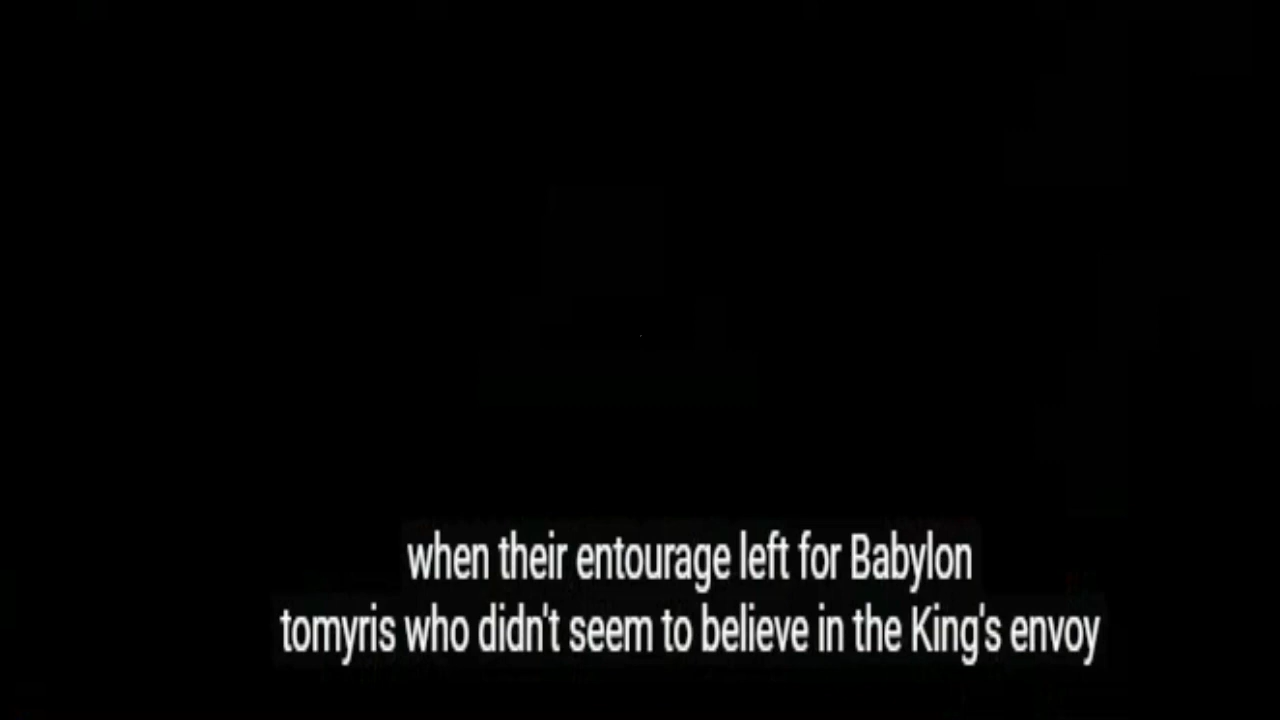 when their entourage left for Babylon
tomyris who didn't seem to believe in the King's envoy